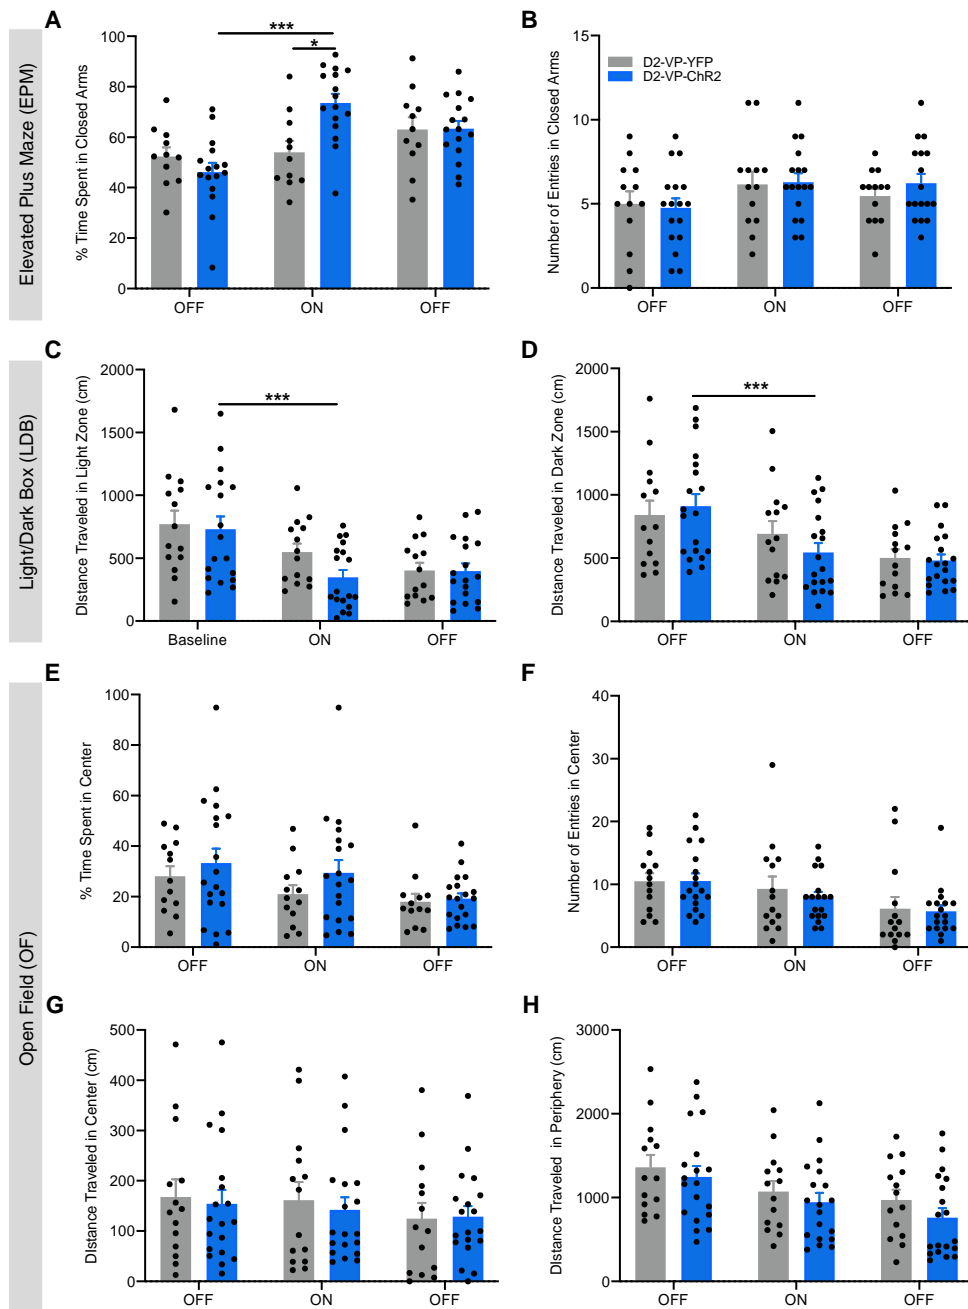 Elevated Plus Maze (EPM)
A
% Time Spent in Closed Arms
100
80
60
40
20
0
***
*
OFF
ON
OFF
B
Number of Entries in Closed Arms
15
10
5
0
D2-VP-YFP
D2-VP-ChR2
OFF
ON
OFF
Light/Dark Box (LDB)
C
DIstance Traveled in Light Zone (cm)
2000
1500
1000
500
0
***
Baseline
ON
OFF
D
DIstance Traveled in Dark Zone (cm)
2000
1500
1000
500
0
***
OFF
ON
OFF
Open Field (OF)
E
% Time Spent in Center
100
80
60
40
20
0
OFF
ON
OFF
F
Number of Entries in Center
40
30
20
10
0
OFF
ON
OFF
G
DIstance Traveled in Center (cm)
500
400
300
200
100
0
OFF
ON
OFF
H
DIstance Traveled in Periphery (cm)
3000
2000
1000
0
OFF
ON
OFF